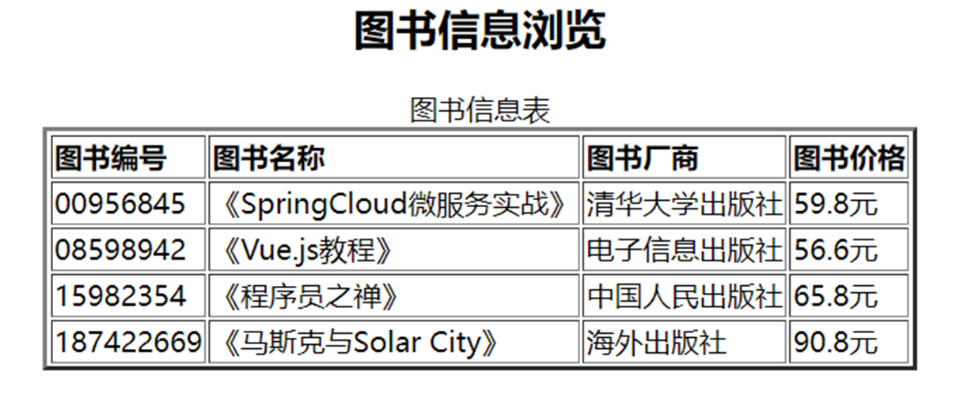 图书信息浏览
图书信息表
图书编号 图书名称 图书厂商 图书价格
00956845 《SpringCloud微服务实战》 清华大学出版社 59.8元
08598942 《Vue.js教程》 电子信息出版社 56.6元
15982354 《程序员之禅》 中国人民出版社 65.8元
187422669 《马斯克与Solar City》 海外出版社 90.8元